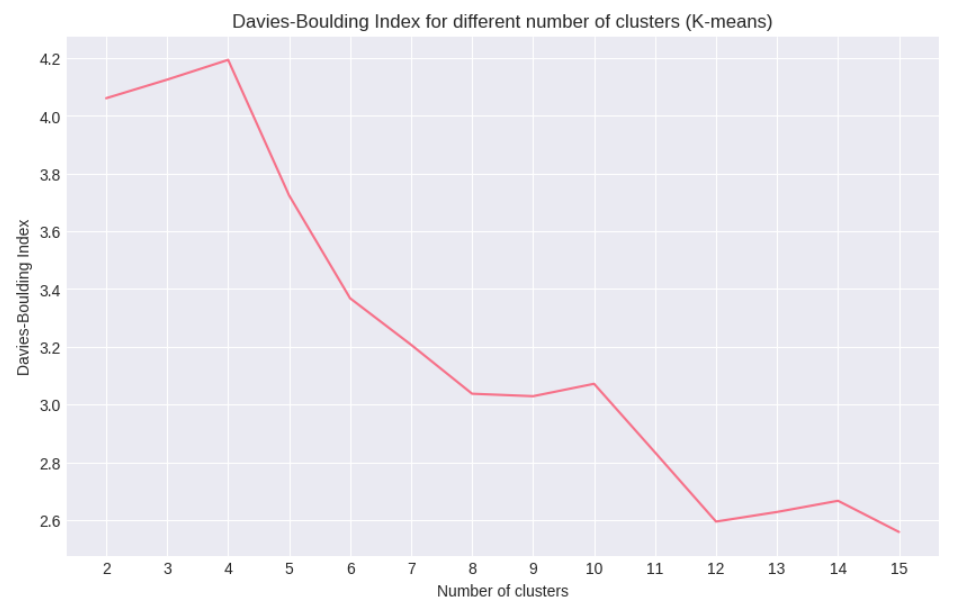 Davies-Boulding Index for different number of clusters (K-means)
Davies-Boulding Index
4.2
4.0
3.8
3.6
3.4
3.2
3.0
2.8
2.6
2 3 4 5 6 7 8 9 10 11 12 13 14 15
Number of clusters